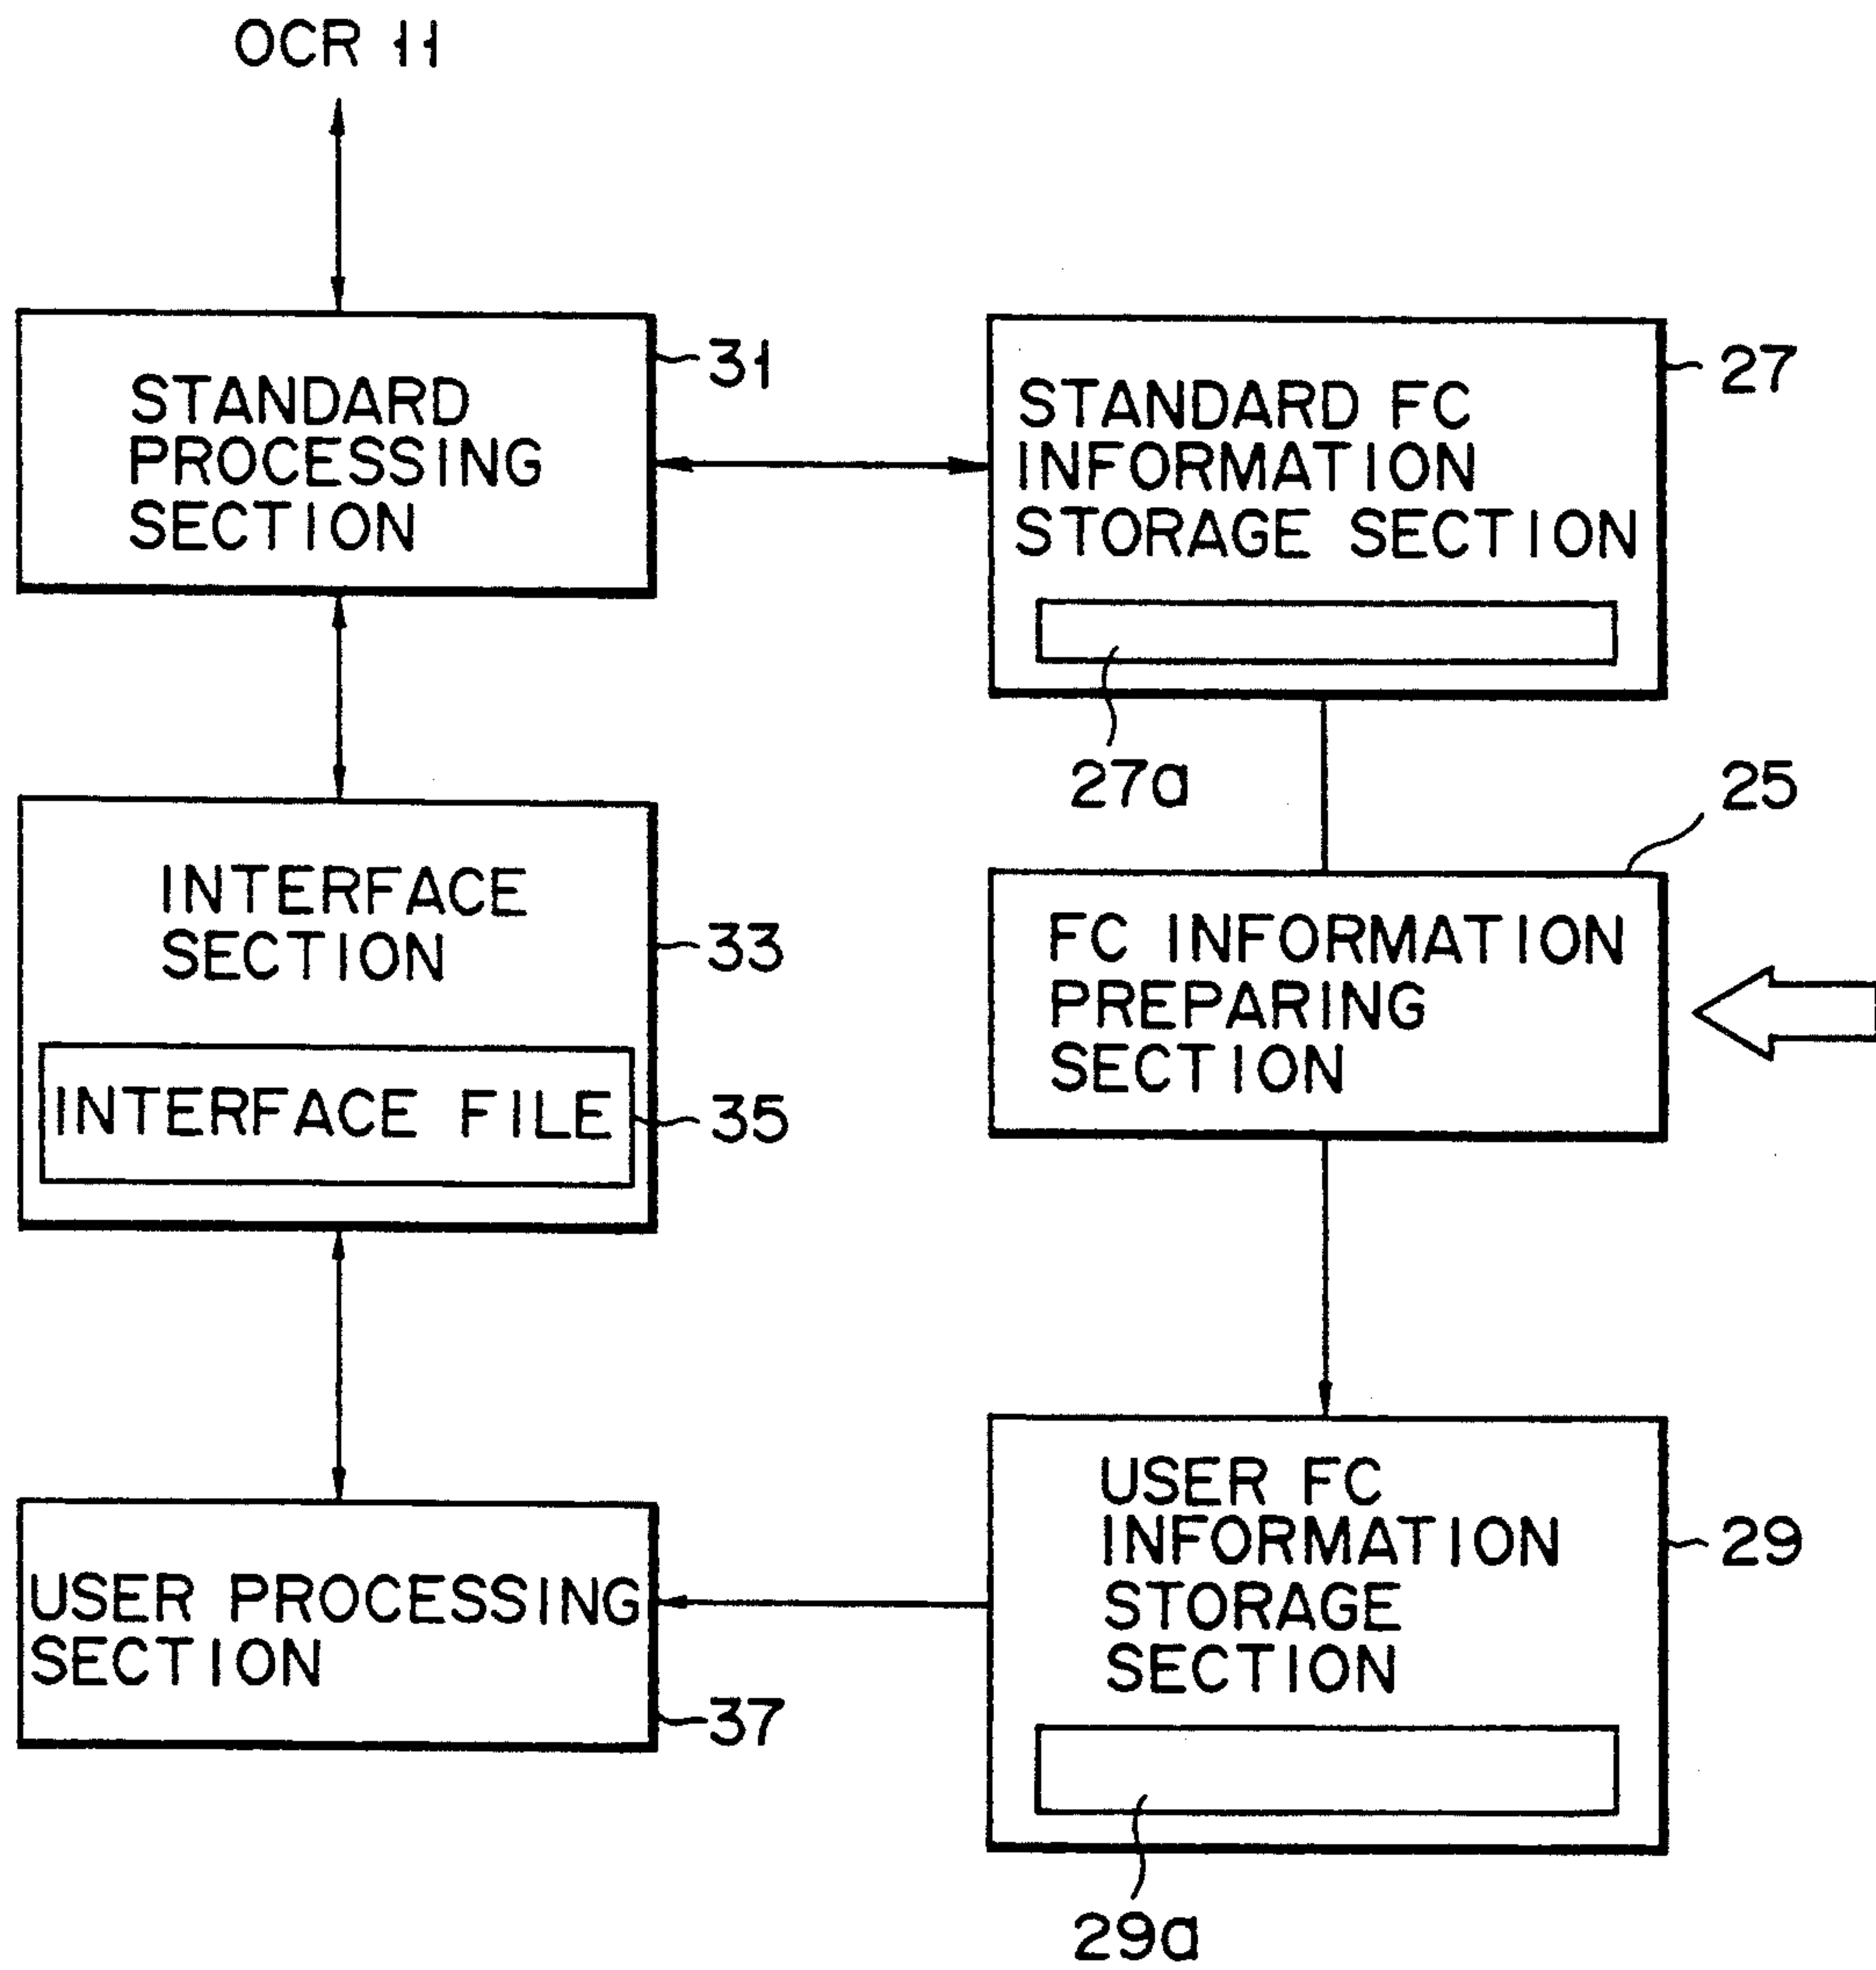 OCR 11
STANDARD
PROCESSING
SECTION
31
STANDARD FC
INFORMATION
STORAGE SECTION
27
27a
INTERFACE
SECTION
33
INTERFACE FILE
35
25
FC INFORMATION
PREPARING
SECTION
USER PROCESSING
SECTION
37
USER FC
INFORMATION
STORAGE
SECTION
29
29a